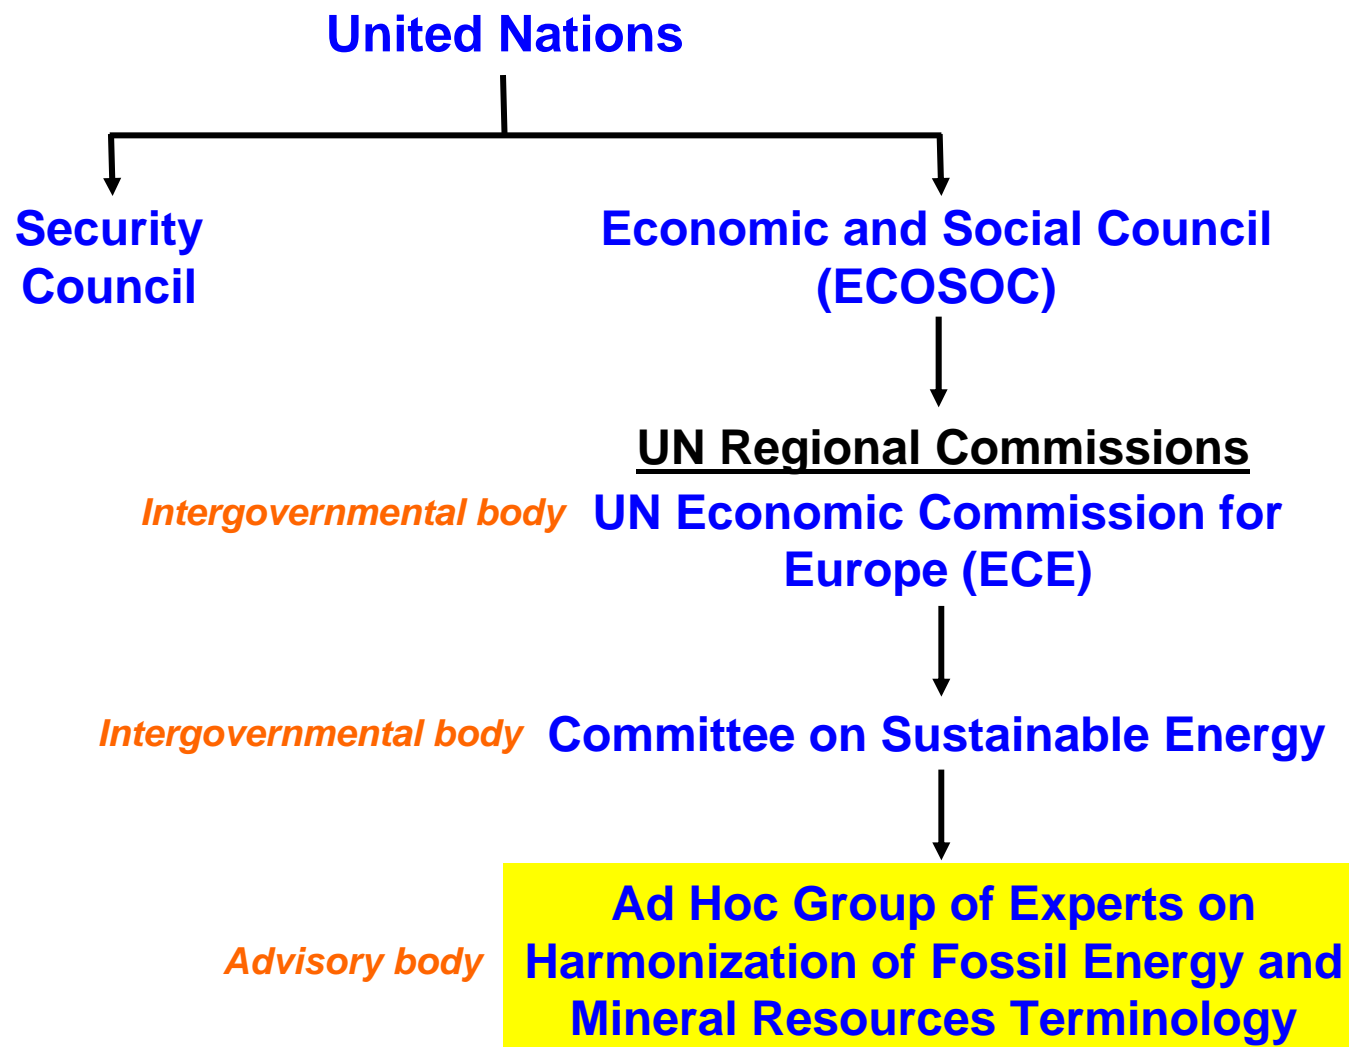 United Nations
Security
Council
Economic and Social Council
(ECOSOC)
UN Regional Commissions
Intergovernmental body
UN Economic Commission for
Europe (ECE)
Intergovernmental body
Committee on Sustainable Energy
Advisory body
Ad Hoc Group of Experts on
Harmonization of Fossil Energy and
Mineral Resources Terminology